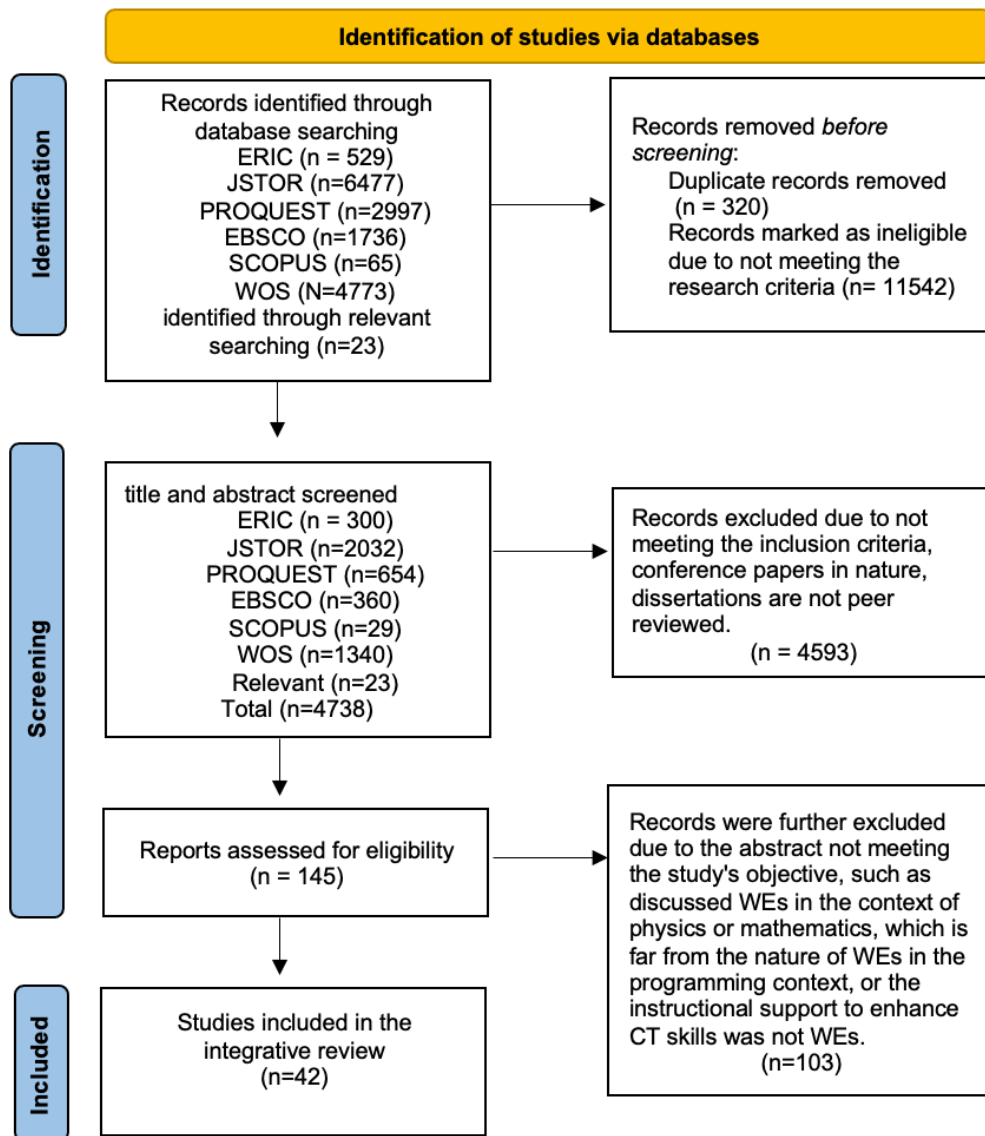 Identification of studies via databases
Identification
Records identified through
database searching
ERIC (n = 529)
JSTOR (n=6477)
PROQUEST (n=2997)
EBSCO (n=1736)
SCOPUS (n=65)
WOS (N=4773)
identified through relevant
searching (n=23)
Records removed before
screening:
Duplicate records removed
(n = 320)
Records marked as ineligible
due to not meeting the
research criteria (n= 11542)
Screening
title and abstract screened
ERIC (n = 300)
JSTOR (n=2032)
PROQUEST (n=654)
EBSCO (n=360)
SCOPUS (n=29)
WOS (n=1340)
Relevant (n=23)
Total (n=4738)
Records excluded due to not
meeting the inclusion criteria,
conference papers in nature,
dissertations are not peer
reviewed.
(n = 4593)
Reports assessed for eligibility
(n = 145)
Records were further excluded
due to the abstract not meeting
the study's objective, such as
discussed WEs in the context of
physics or mathematics, which is
far from the nature of WEs in the
programming context, or the
instructional support to enhance
CT skills was not WEs.
(n=103)
Included
Studies included in the
integrative review
(n=42)